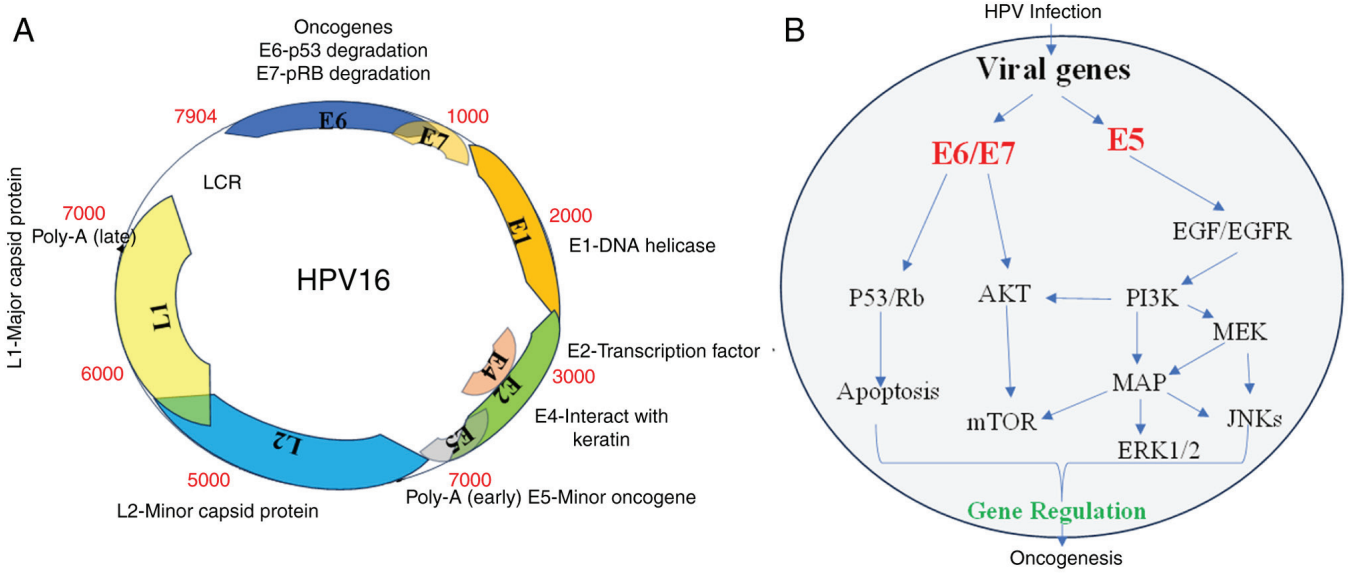 A
Oncogenes
E6-p53 degradation
E7-pRB degradation
7904
1000
E6
E7
LCR
7000
Poly-A (late)
2000
E1
E1-DNA helicase
HPV16
L1-Major capsid protein
L1
E2-Transcription factor
E4
E2
6000
3000
E4-Interact with
keratin
E5
L2
5000
7000
Poly-A (early) E5-Minor oncogene
L2-Minor capsid protein
B
HPV Infection
Viral genes
E6/E7
E5
EGF/EGFR
P53/Rb
AKT
PI3K
MEK
Apoptosis
MAP
mTOR
JNKs
ERK1/2
Gene Regulation
Oncogenesis